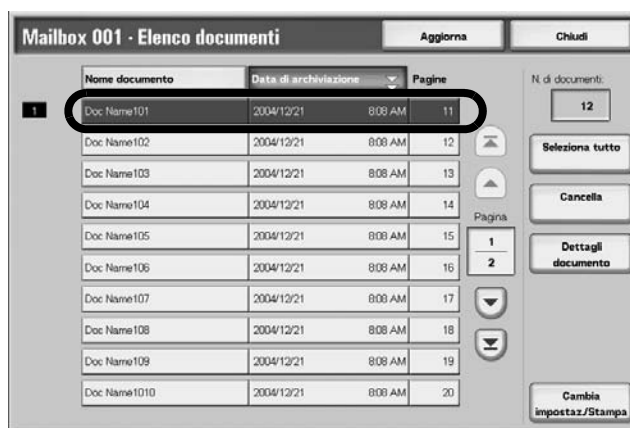 Mailbox 001 - Elenco documenti Aggiorna Chiudi
Nome documento Data di archiviazione Pagine
N. di documenti:
12
1 Doc Name101 2004/12/21 8:08 AM 11
Doc Name102 2004/12/21 8:08 AM 12
Doc Name103 2004/12/21 8:08 AM 13
Doc Name104 2004/12/21 8:08 AM 14
Doc Name105 2004/12/21 8:08 AM 15
Doc Name106 2004/12/21 8:08 AM 16
Doc Name107 2004/12/21 8:08 AM 17
Doc Name108 2004/12/21 8:08 AM 18
Doc Name109 2004/12/21 8:08 AM 19
Doc Name1010 2004/12/21 8:08 AM 20
Pagina
1
2
Seleziona tutto
Cancella
Dettagli
documento
Cambia
impostaz./Stampa